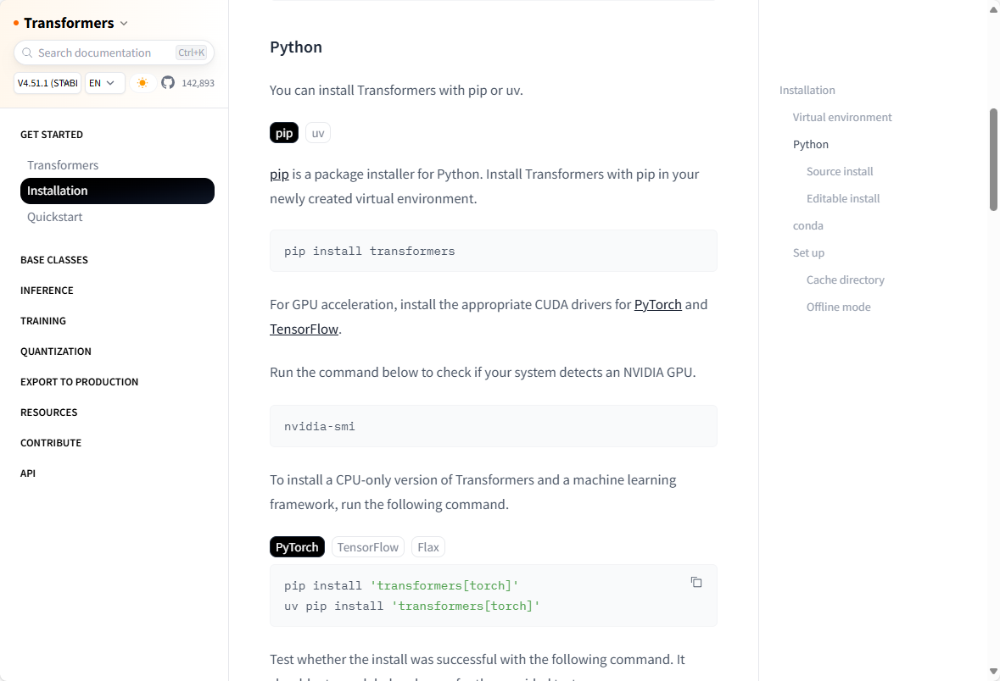 Transformers
Search documentation Ctrl+K
V4.51.1 (STABI EN 142,893
GET STARTED
Transformers
Installation
Quickstart
BASE CLASSES
INFERENCE
TRAINING
QUANTIZATION
EXPORT TO PRODUCTION
RESOURCES
CONTRIBUTE
API
Python
You can install Transformers with pip or uv.
pip uv
pip is a package installer for Python. Install Transformers with pip in your
newly created virtual environment.
pip install transformers
For GPU acceleration, install the appropriate CUDA drivers for PyTorch and
TensorFlow.
Run the command below to check if your system detects an NVIDIA GPU.
nvidia-smi
To install a CPU-only version of Transformers and a machine learning
framework, run the following command.
PyTorch TensorFlow Flax
pip install 'transformers[torch]'
uv pip install 'transformers[torch]'
Test whether the install was successful with the following command. It
Installation
Virtual environment
Python
Source install
Editable install
conda
Set up
Cache directory
Offline mode